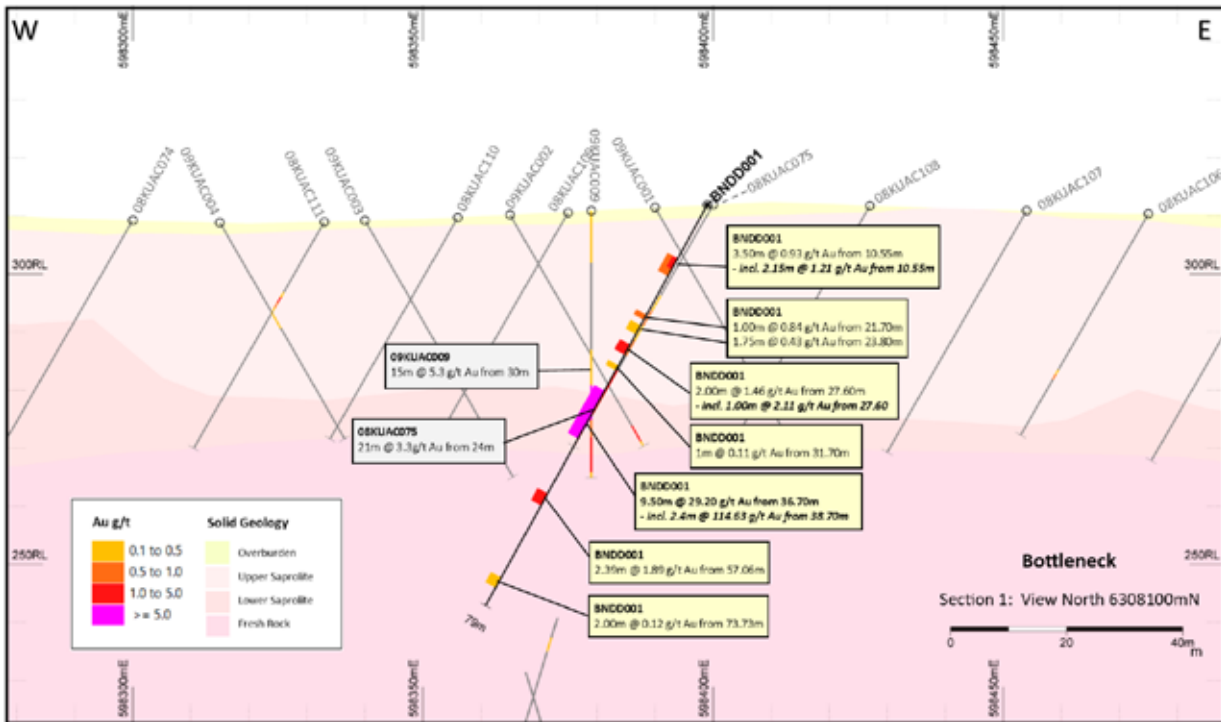 W
E
598300mE
598350mE
598400mE
598450mE
08KUAC074
09KUAC004
08KUAC111
09KUAC003
08KUAC110
09KUAC002
09KUAC001
BNDD001
08KUAC075
08KUAC108
08KUAC107
08KUAC106
300RL
300RL
BNDD001
3.50m @ 0.93 g/t Au from 10.55m
- incl. 2.15m @ 1.21 g/t Au from 10.55m
BNDD001
1.00m @ 0.84 g/t Au from 21.70m
1.75m @ 0.43 g/t Au from 23.80m
09KUAC009
15m @ 5.3 g/t Au from 30m
BNDD001
2.00m @ 1.46 g/t Au from 27.60m
- incl. 1.00m @ 2.11 g/t Au from 27.60
08KUAC075
21m @ 3.3g/t Au from 24m
BNDD001
1m @ 0.11 g/t Au from 31.70m
BNDD001
9.50m @ 29.20 g/t Au from 36.70m
- incl. 2.4m @ 114.63 g/t Au from 38.70m
BNDD001
2.39m @ 1.89 g/t Au from 57.06m
BNDD001
2.00m @ 0.12 g/t Au from 73.73m
79m
250RL
250RL
Au g/t
0.1 to 0.5
0.5 to 1.0
1.0 to 5.0
>= 5.0
Solid Geology
Overburden
Upper Saprolite
Lower Saprolite
Fresh Rock
Bottleneck
Section 1: View North 6308100mN
0
20
40m
m
598300mE
598350mE
598400mE
598450mE